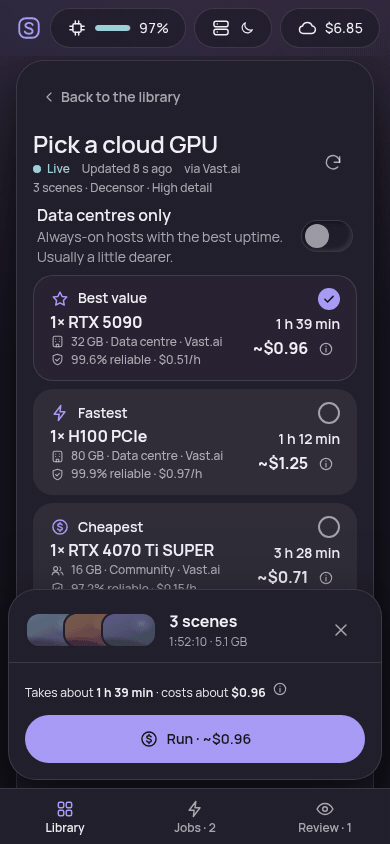 S
97%
$6.85
Back to the library
Pick a cloud GPU
Live Updated 8 s ago via Vast.ai
3 scenes · Decensor · High detail
Data centres only
Always-on hosts with the best uptime.
Usually a little dearer.
Best value
1× RTX 5090
1 h 39 min
32 GB · Data centre · Vast.ai
~$0.96
99.6% reliable · $0.51/h
Fastest
1× H100 PCIe
1 h 12 min
80 GB · Data centre · Vast.ai
~$1.25
99.9% reliable · $0.97/h
Cheapest
1× RTX 4070 Ti SUPER
3 h 28 min
16 GB · Community · Vast.ai
~$0.71
97.2% reliable · $0.15/h
3 scenes
1:52:10 · 5.1 GB
Takes about 1 h 39 min · costs about $0.96
Run · ~$0.96
Library
Jobs · 2
Review · 1